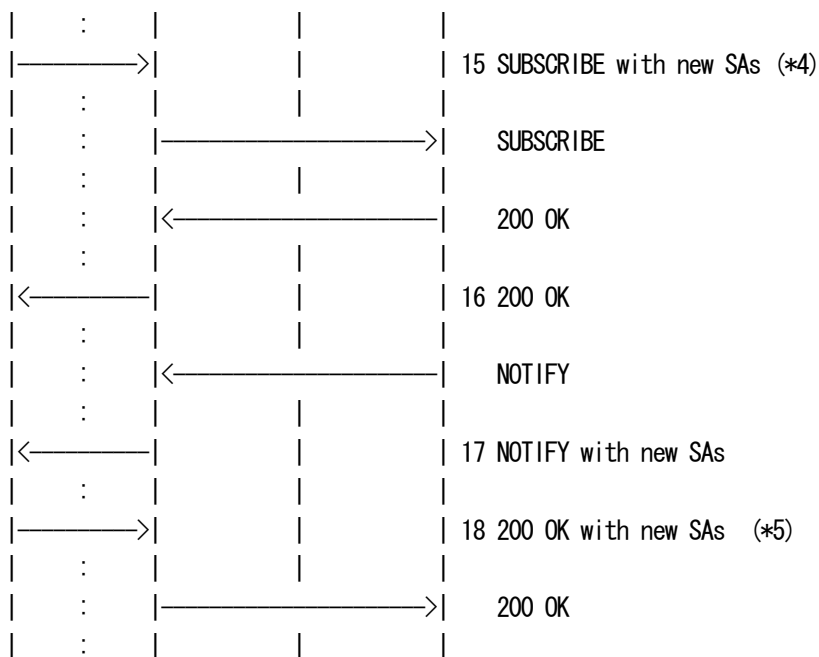 |       :     |            |            |
|----------->|            |            | 15 SUBSCRIBE with new SAs (*4)
|       :     |            |            |
|       :     |------------------------>|    SUBSCRIBE
|       :     |            |            |
|       :     |<------------------------|    200 OK
|       :     |            |            |
|<-----------|            |            | 16 200 OK
|       :     |            |            |
|       :     |<------------------------|    NOTIFY
|       :     |            |            |
|<-----------|            |            | 17 NOTIFY with new SAs
|       :     |            |            |
|----------->|            |            | 18 200 OK with new SAs  (*5)
|       :     |            |            |
|       :     |------------------------>|    200 OK
|       :     |            |            |